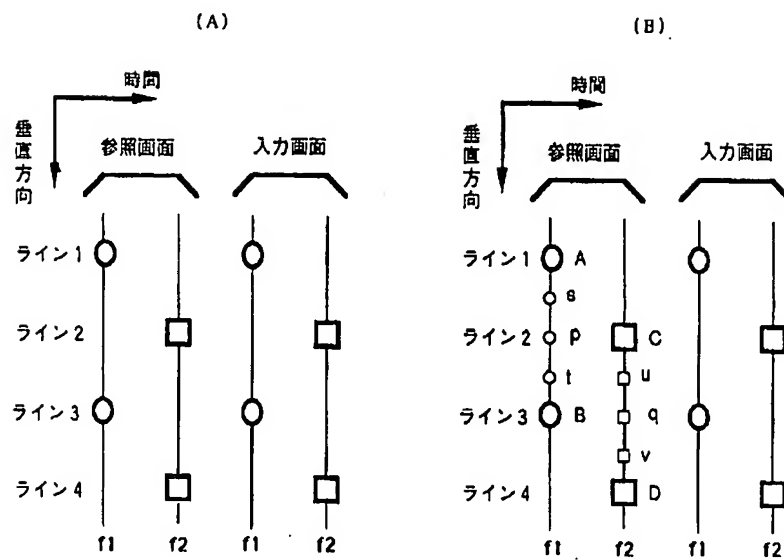 (A)
時間
垂直方向
参照画面
入力画面
ライン1
ライン2
ライン3
ライン4
f1
f2
f1
f2
(B)
時間
垂直方向
参照画面
入力画面
ライン1
A
s
ライン2
p
C
t
u
ライン3
B
q
v
ライン4
D
f1
f2
f1
f2